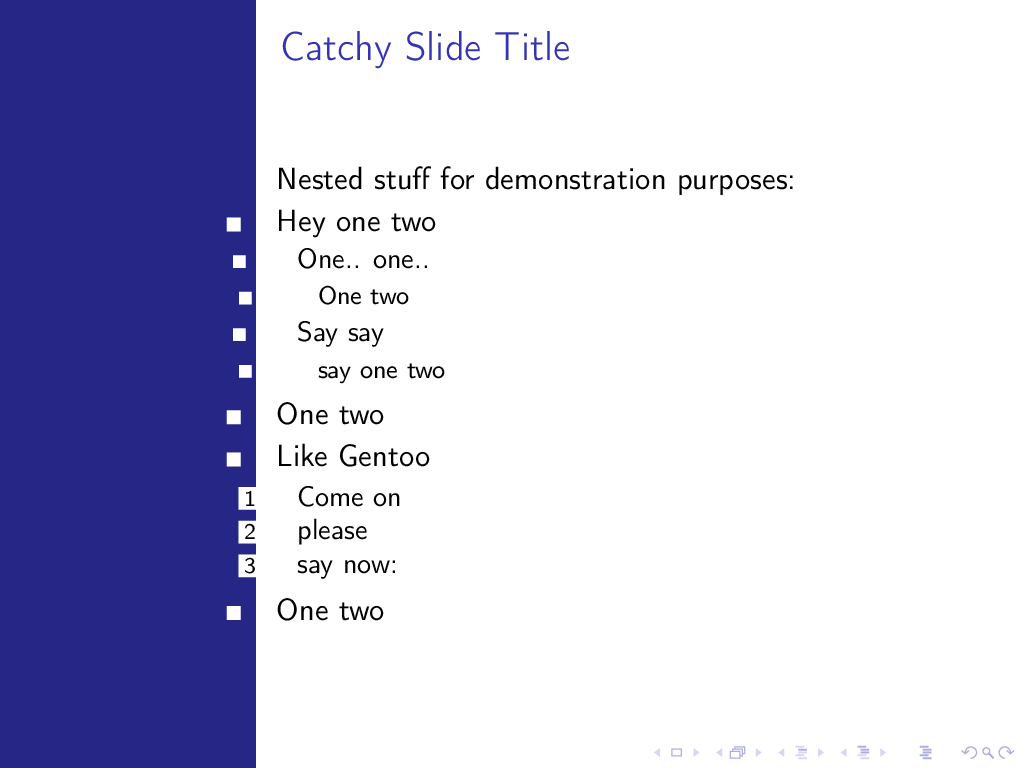 Catchy Slide Title
Nested stuff for demonstration purposes:
Hey one two
One.. one..
One two
Say say
say one two
One two
Like Gentoo
1 Come on
2 please
3 say now:
One two